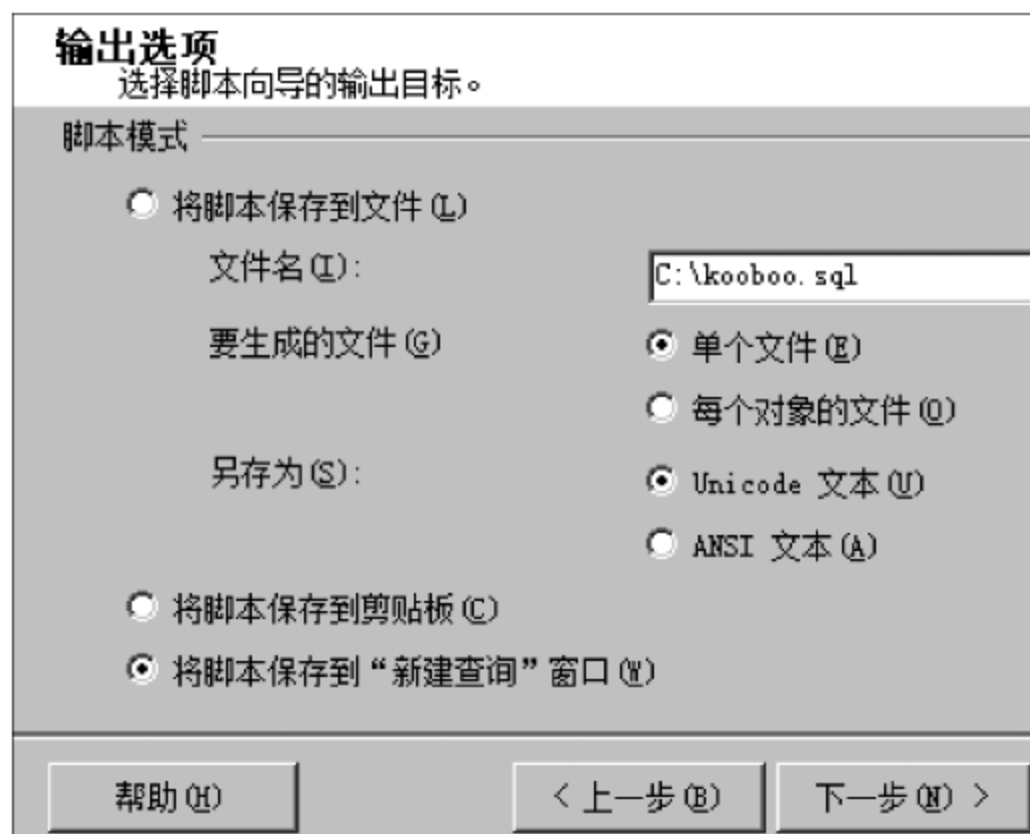 输出选项
选择脚本向导的输出目标。
脚本模式
将脚本保存到文件(L)
文件名(I): C:\kooboo.sql
要生成的文件(G) 单个文件(E)
每个对象的文件(O)
另存为(S): Unicode 文本(U)
ANSI 文本(A)
将脚本保存到剪贴板(C)
将脚本保存到“新建查询”窗口(W)
帮助(H) < 上一步(B) 下一步(N) >